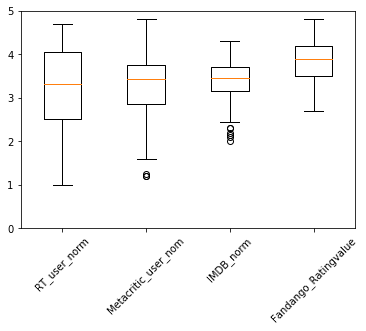 5
4
3
2
1
0
RT_user_norm
Metacritic_user_nom
IMDB_norm
Fandango_Ratingvalue